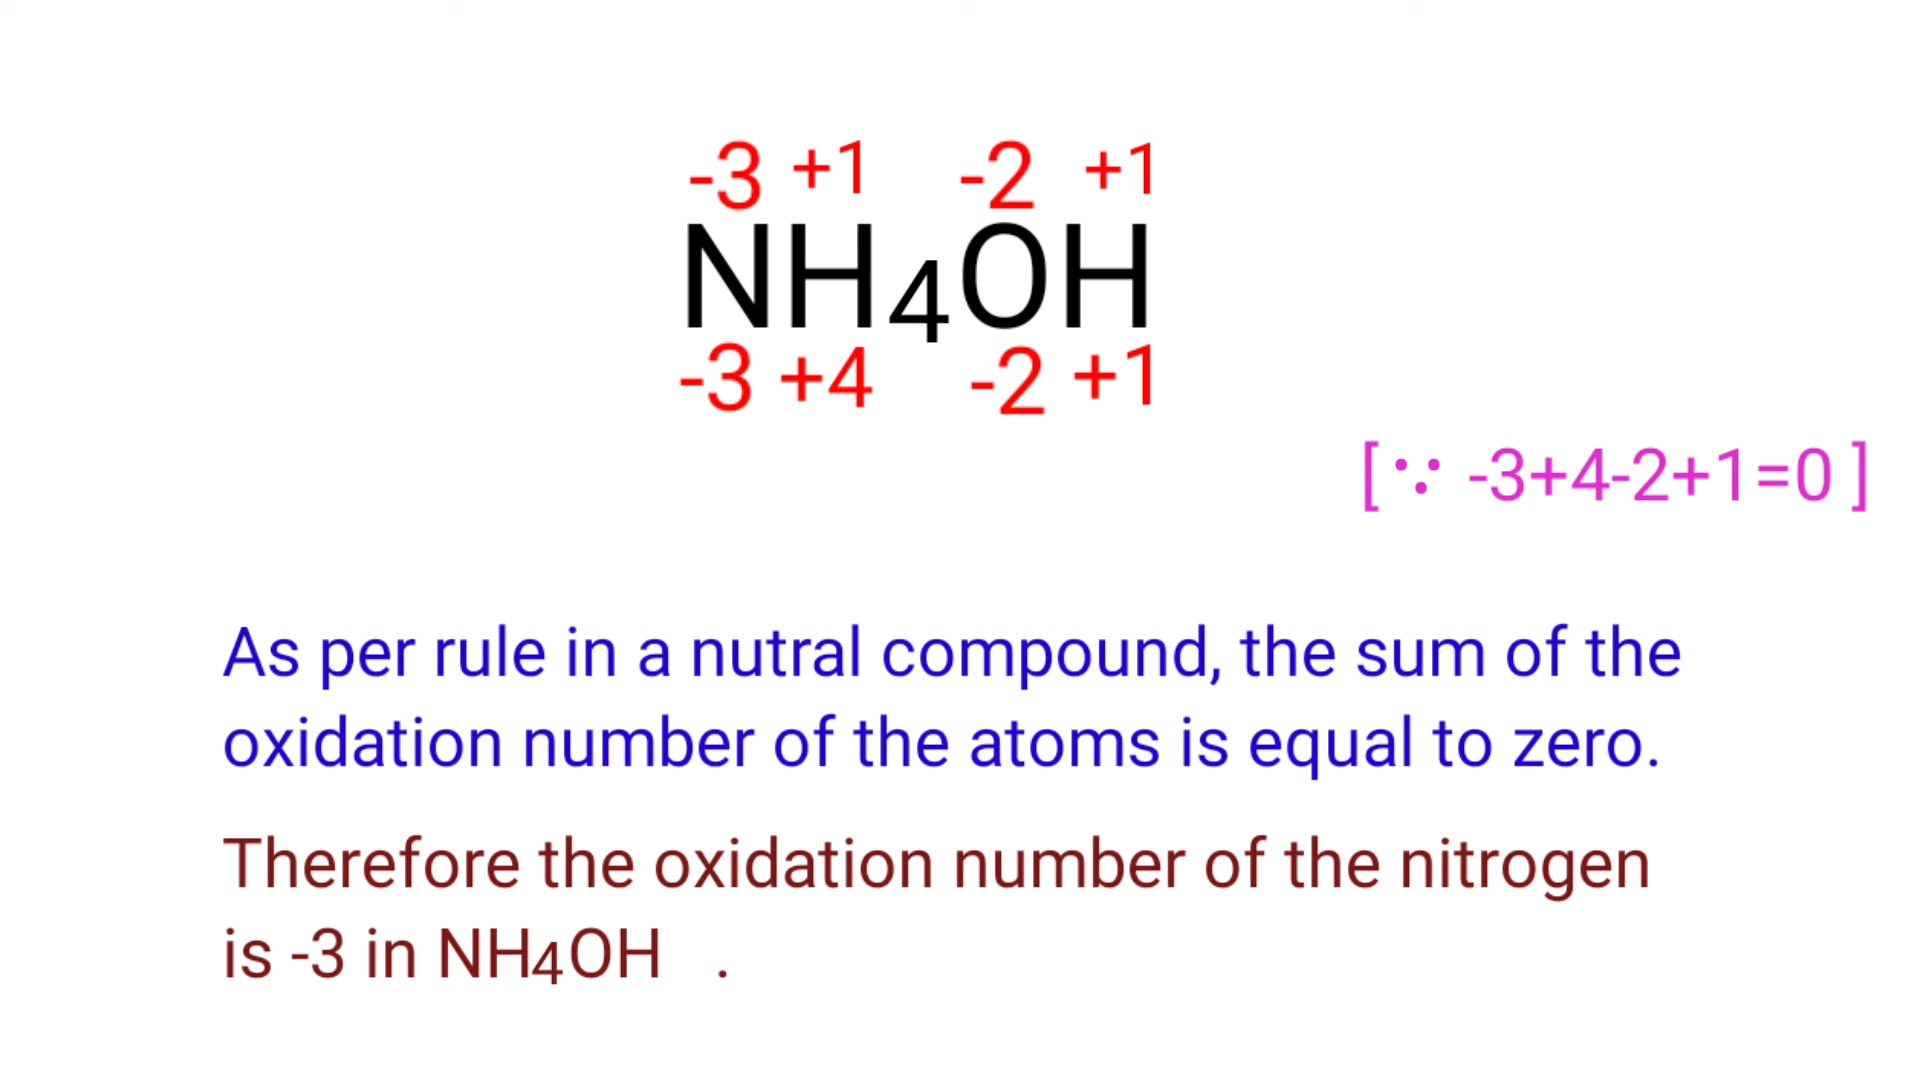 -3 +1 -2 +1
NH4OH
-3 +4 -2 +1
[ ∵ -3+4-2+1=0 ]
As per rule in a nutral compound, the sum of the
oxidation number of the atoms is equal to zero.
Therefore the oxidation number of the nitrogen
is -3 in NH4OH .